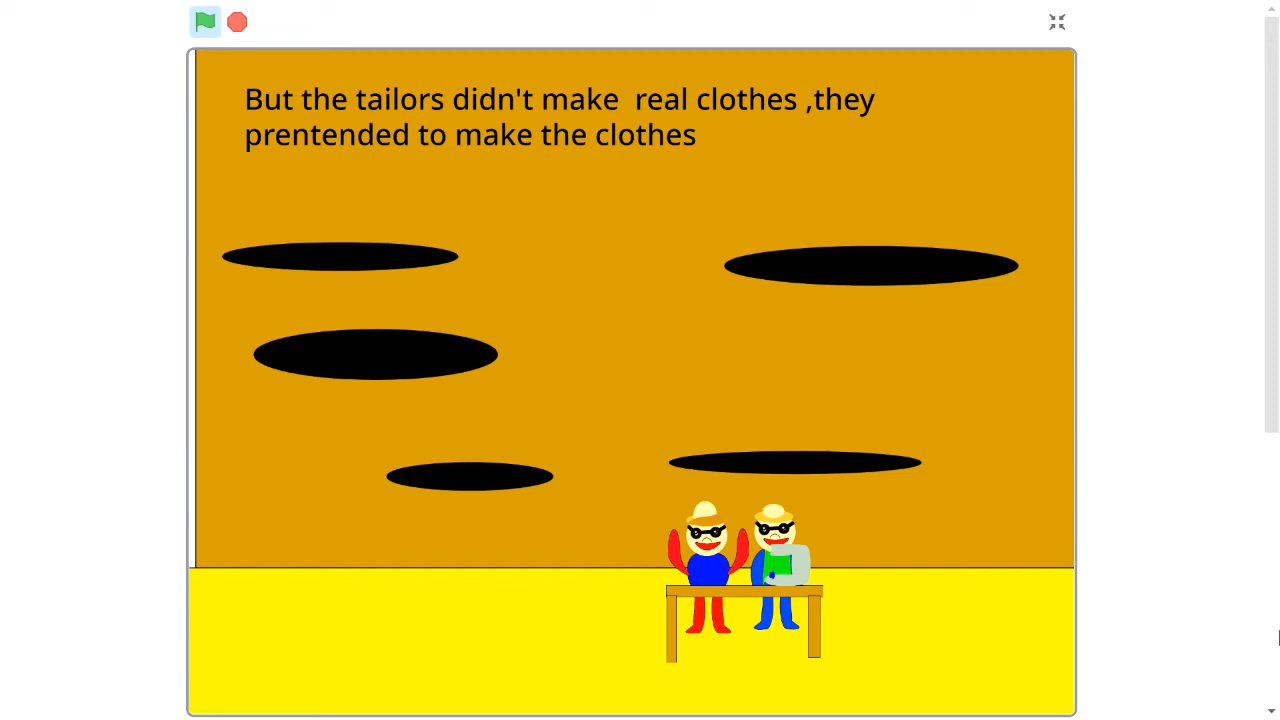 But the tailors didn't make  real clothes ,they
prentended to make the clothes